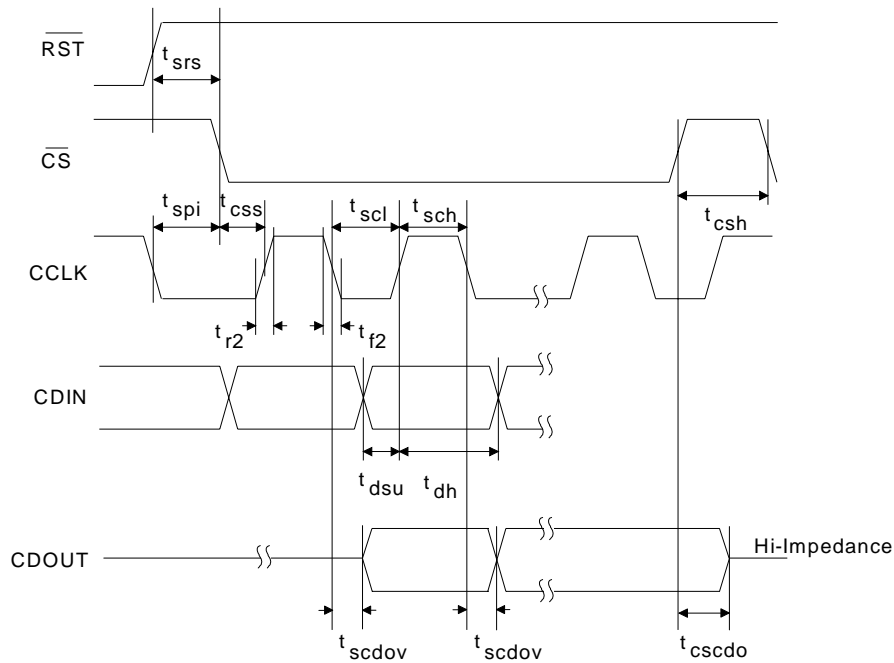 RST
t srs
CS
t spi
t css
t scl
t sch
t csh
CCLK
t r2
t f2
CDIN
t dsu
t dh
CDOUT
Hi-Impedance
t scdov
t scdov
t cscdo